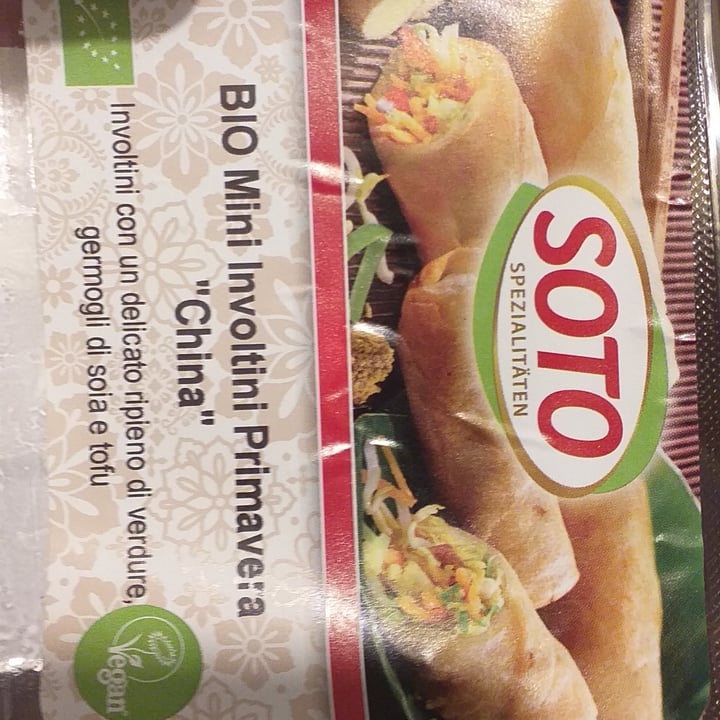 SOTO
SPEZIALITÄTEN
BIO Mini Involtini Primavera
"China"
Involtini con un delicato ripieno di verdure,
germogli di soia e tofu
Vegan